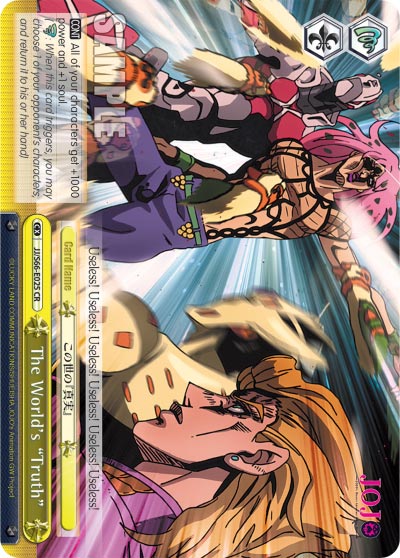 SAMPLE
【CONT】 All of your characters get +1000
power and +1 soul.
(When this card triggers, you may
choose 1 of your opponent's characters,
and return it to his or her hand)
Useless! Useless! Useless! Useless! Useless! Useless!
JOJO
CX
JJ/S66-E025 CR
Card Name
この世の『真実』
The World's "Truth"
©LUCKY LAND COMMUNICATIONS/SHUEISHA,JOJO's Animation GW Project